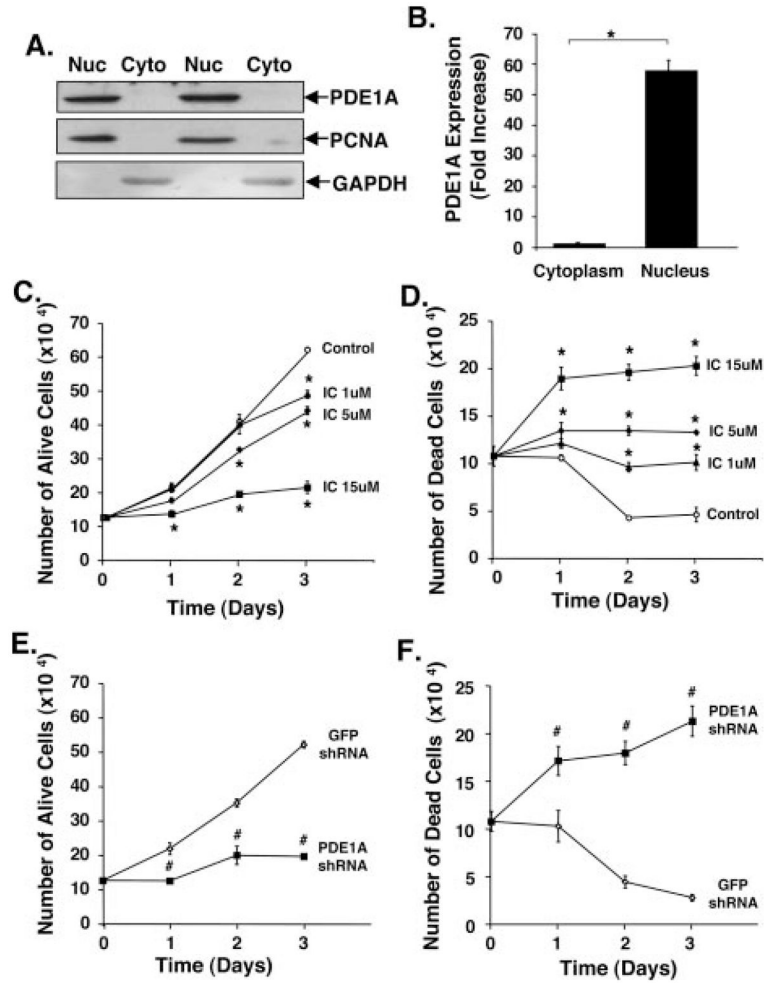 A.
Nuc Cyto Nuc Cyto
PDE1A
PCNA
GAPDH
B.
PDE1A Expression
(Fold Increase)
70
60
50
40
30
20
10
0
*
Cytoplasm Nucleus
C.
Number of Alive Cells (x10 4)
70
60
50
40
30
20
10
0
Control
*
IC 1uM
IC 5uM
*
*
IC 15uM
*
*
*
0 1 2 3
Time (Days)
D.
Number of Dead Cells (x10 4)
25
20
15
10
5
0
* * *
IC 15uM
* * *
IC 5uM
* * *
IC 1uM
Control
0 1 2 3
Time (Days)
E.
Number of Alive Cells (x10 4)
70
60
50
40
30
20
10
0
GFP
shRNA
# # #
PDE1A
shRNA
0 1 2 3
Time (Days)
F.
Number of Dead Cells (x10 4)
25
20
15
10
5
0
# # #
PDE1A
shRNA
GFP
shRNA
0 1 2 3
Time (Days)